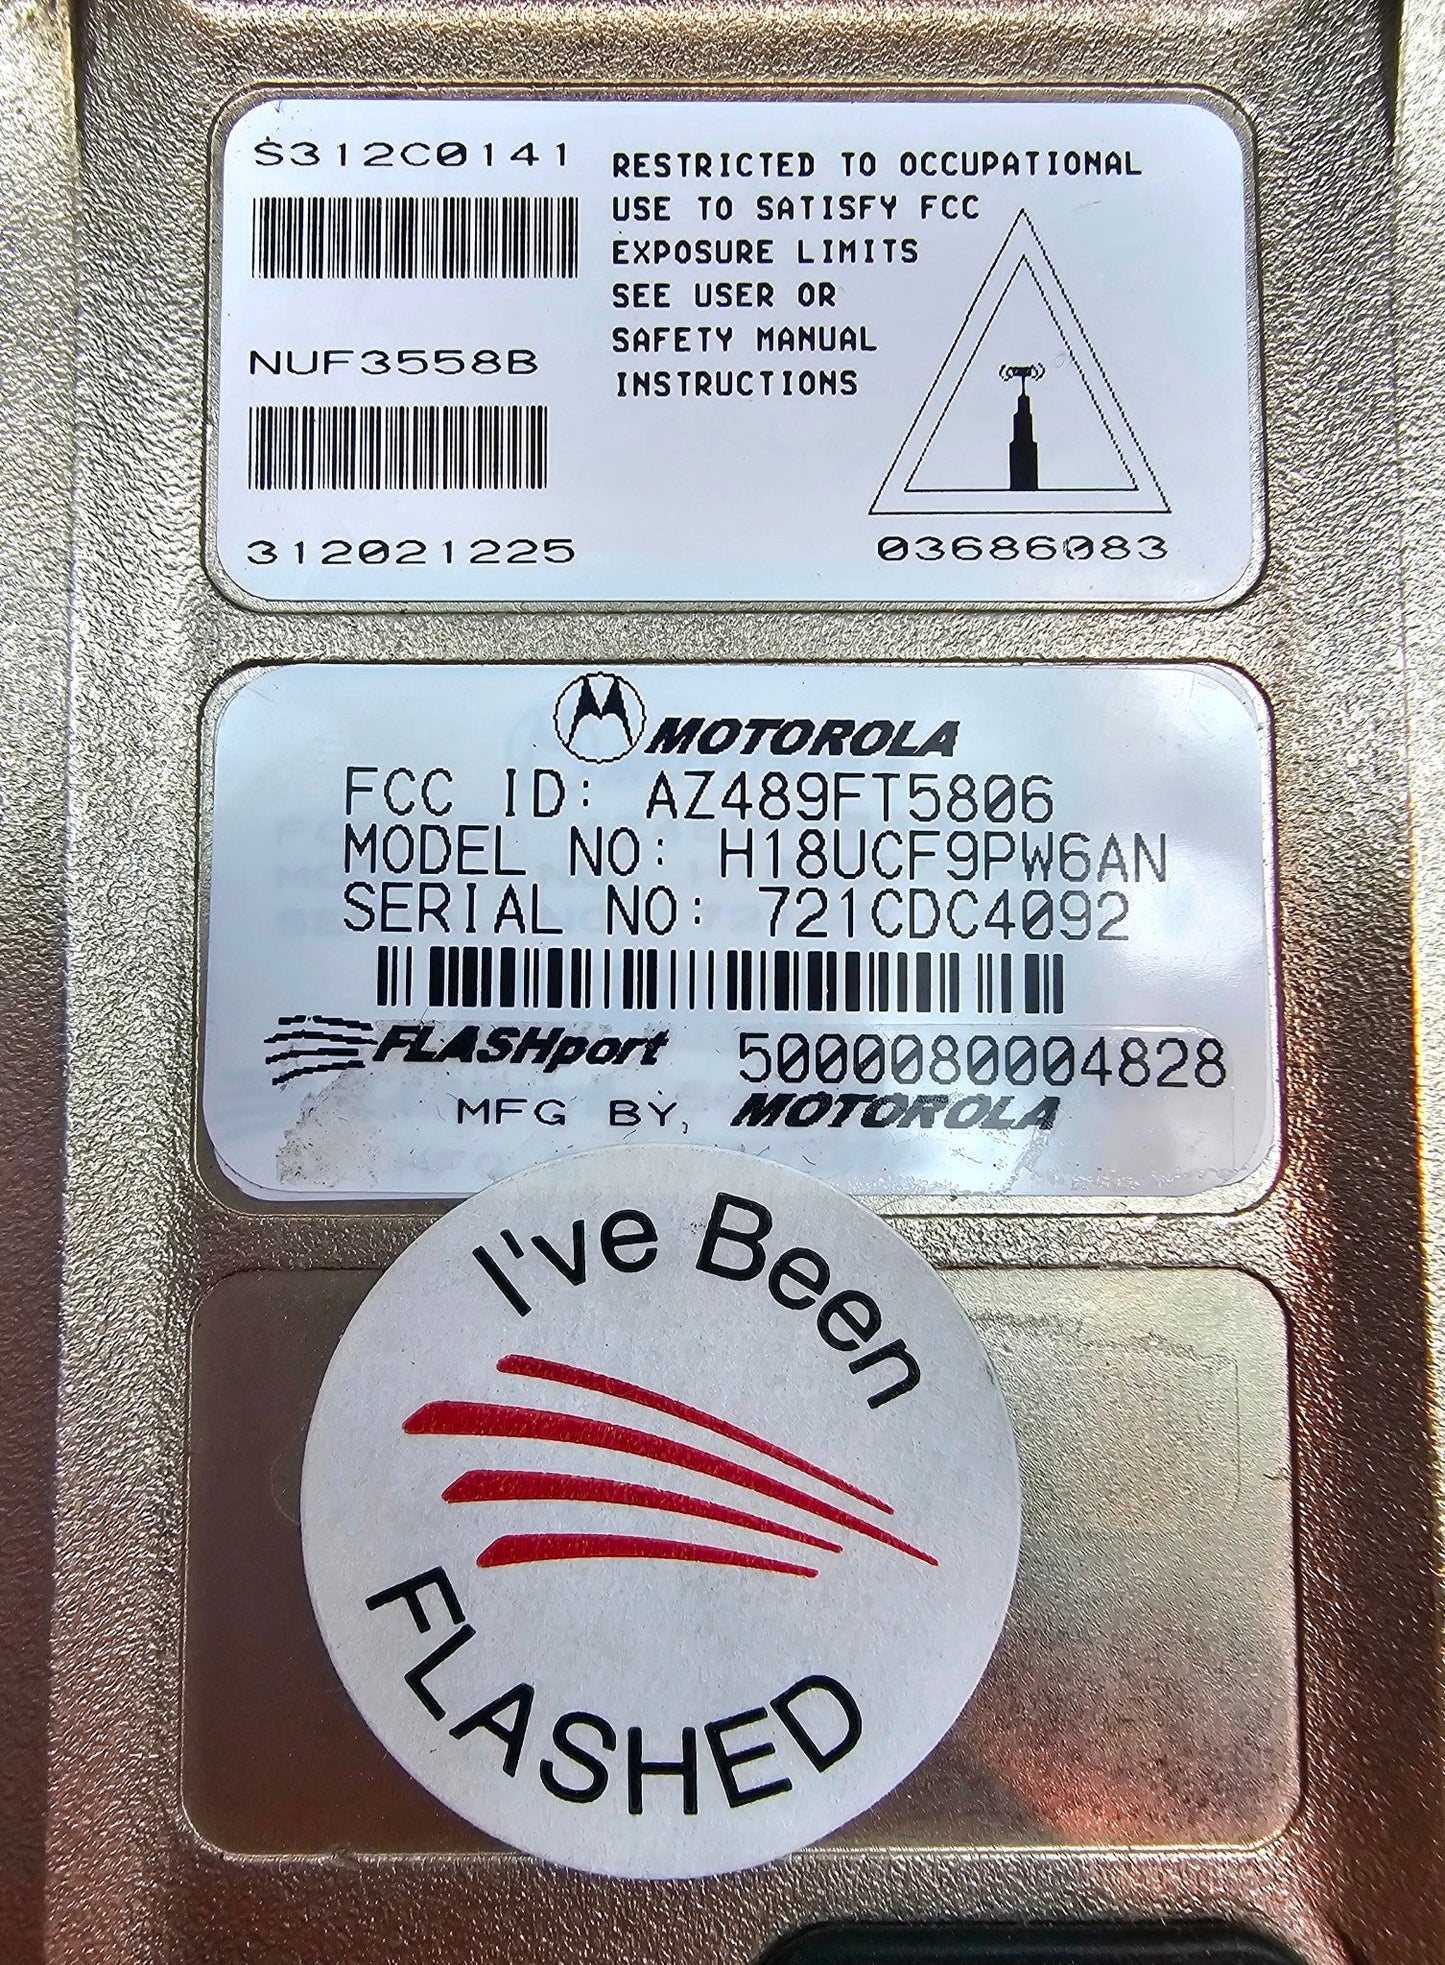 S312C0141
NUF3558B
312021225
RESTRICTED TO OCCUPATIONAL
USE TO SATISFY FCC
EXPOSURE LIMITS
SEE USER OR
SAFETY MANUAL
INSTRUCTIONS
03686083
MOTOROLA
FCC ID: AZ489FT5806
MODEL NO: H18UCF9PW6AN
SERIAL NO: 721CDC4092
FLASHport 5000080004828
MFG BY, MOTOROLA
I've Been
FLASHED